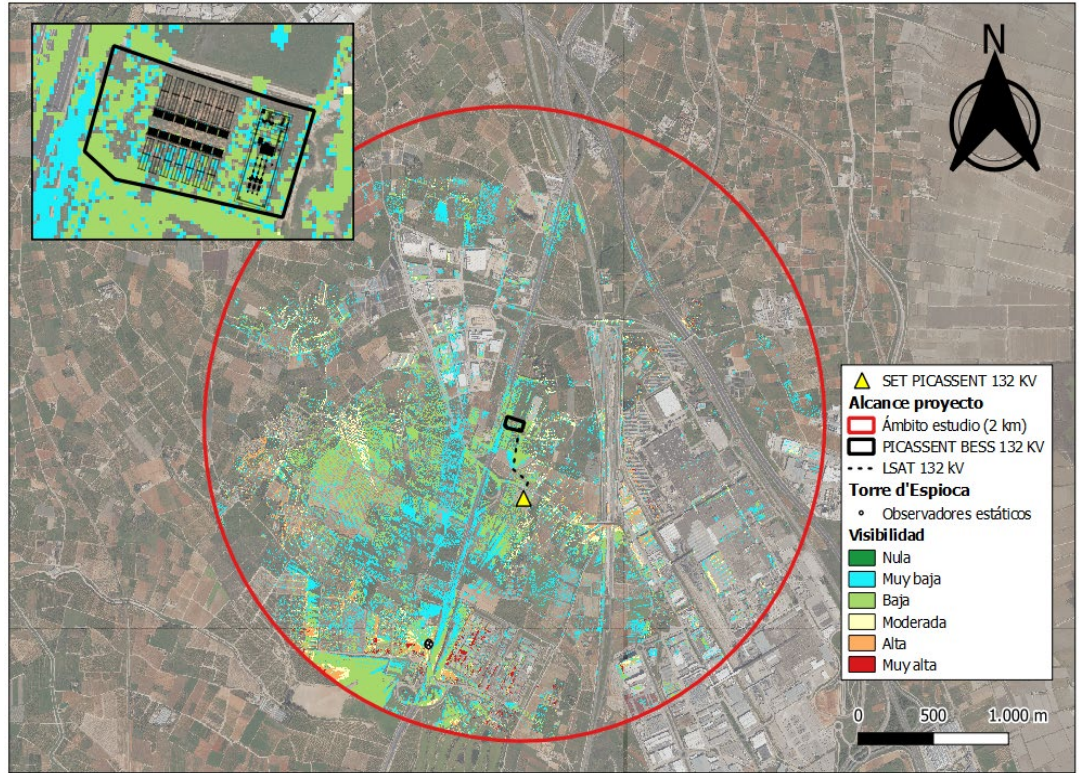 N
SET PICASSENT 132 KV
Alcance proyecto
Ámbito estudio (2 km)
PICASSENT BESS 132 KV
LSAT 132 kV
Torre d'Espioca
Observadores estáticos
Visibilidad
Nula
Muy baja
Baja
Moderada
Alta
Muy alta
0 500 1.000 m